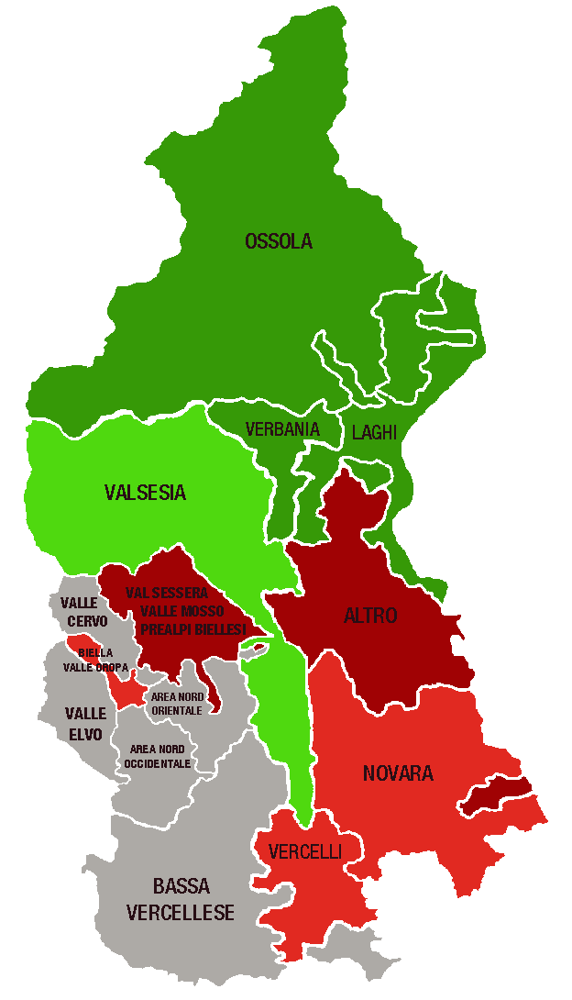 OSSOLA
VERBANIA
LAGHI
VALSESIA
VAL SESSERA
VALLE MOSSO
PREALPI BIELLESI
VALLE
CERVO
ALTRO
BIELLA
VALLE OROPA
AREA NORD
ORIENTALE
VALLE
ELVO
AREA NORD
OCCIDENTALE
NOVARA
VERCELLI
BASSA
VERCELLESE